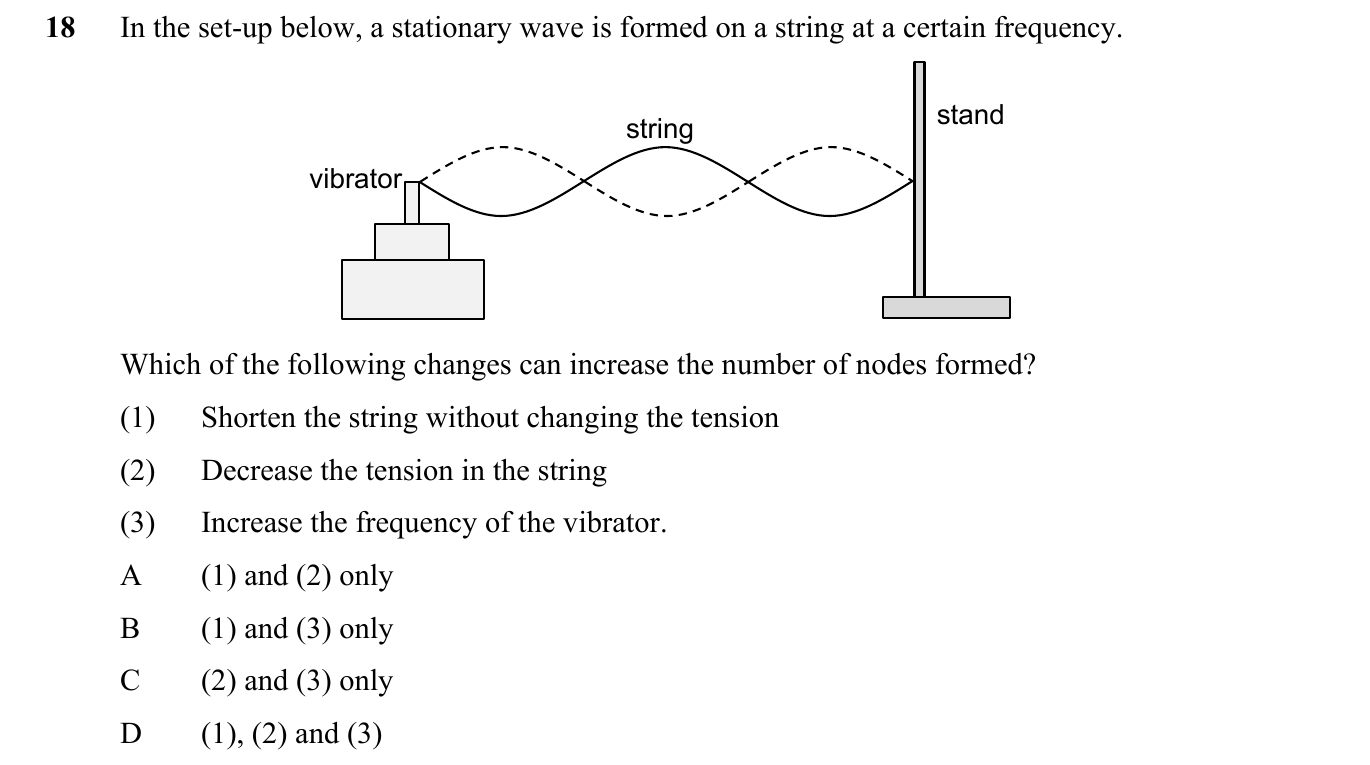 18 In the set-up below, a stationary wave is formed on a string at a certain frequency.
stand
string
vibrator
Which of the following changes can increase the number of nodes formed?
(1) Shorten the string without changing the tension
(2) Decrease the tension in the string
(3) Increase the frequency of the vibrator.
A (1) and (2) only
B (1) and (3) only
C (2) and (3) only
D (1), (2) and (3)